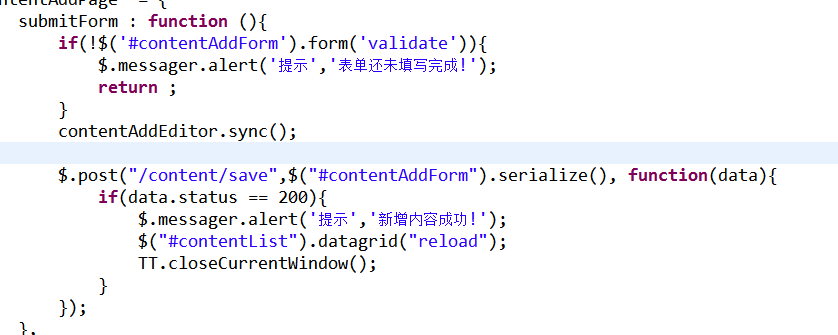 submitForm : function (){
if(!$('#contentAddForm').form('validate')){
$.messager.alert('提示','表单还未填写完成!');
return ;
}
contentAddEditor.sync();
$.post("/content/save",$("#contentAddForm").serialize(), function(data){
if(data.status == 200){
$.messager.alert('提示','新增内容成功!');
$("#contentList").datagrid("reload");
TT.closeCurrentWindow();
}
});
},